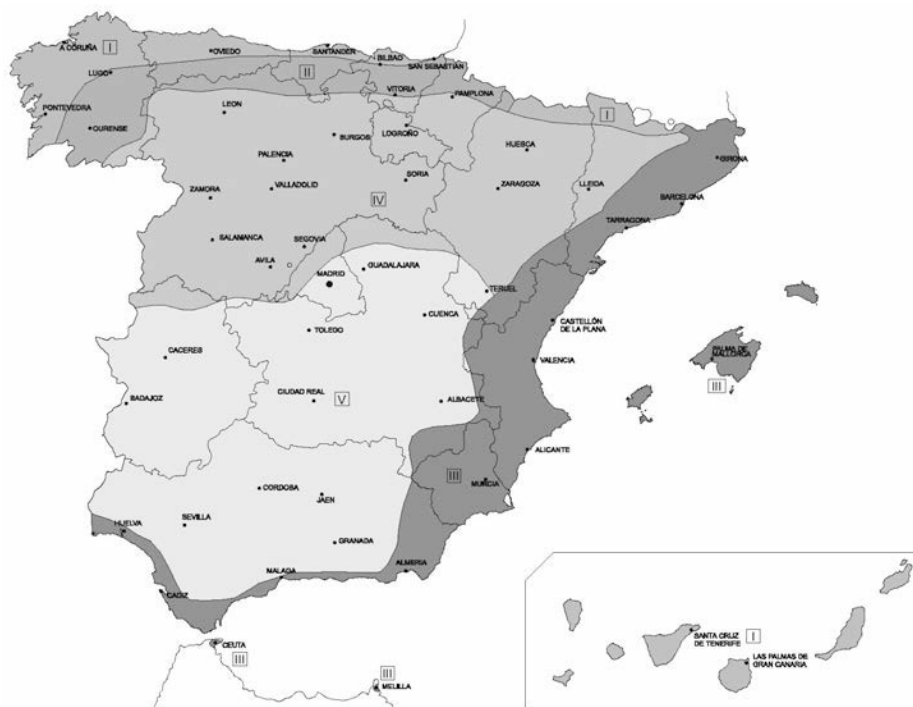 A CORUÑA
I
OVIEDO
SANTANDER
BILBAO
SAN SEBASTIÁN
LUGO
II
VITORIA
PAMPLONA
I
PONTEVEDRA
LEON
OURENSE
BURGOS
LOGROÑO
HUESCA
GIRONA
PALENCIA
SORIA
ZAMORA
VALLADOLID
ZARAGOZA
LLEIDA
BARCELONA
IV
TARRAGONA
SALAMANCA
SEGOVIA
AVILA
GUADALAJARA
MADRID
TERUEL
CUENCA
TOLEDO
CASTELLÓN
DE LA PLANA
PALMA DE
MALLORCA
CACERES
VALENCIA
III
BADAJOZ
CIUDAD REAL
V
ALBACETE
ALICANTE
III
MURCIA
CORDOBA
JAEN
HUELVA
SEVILLA
GRANADA
MALAGA
ALMERIA
CADIZ
CEUTA
III
III
MELILLA
SANTA CRUZ
DE TENERIFE
I
LAS PALMAS DE
GRAN CANARIA